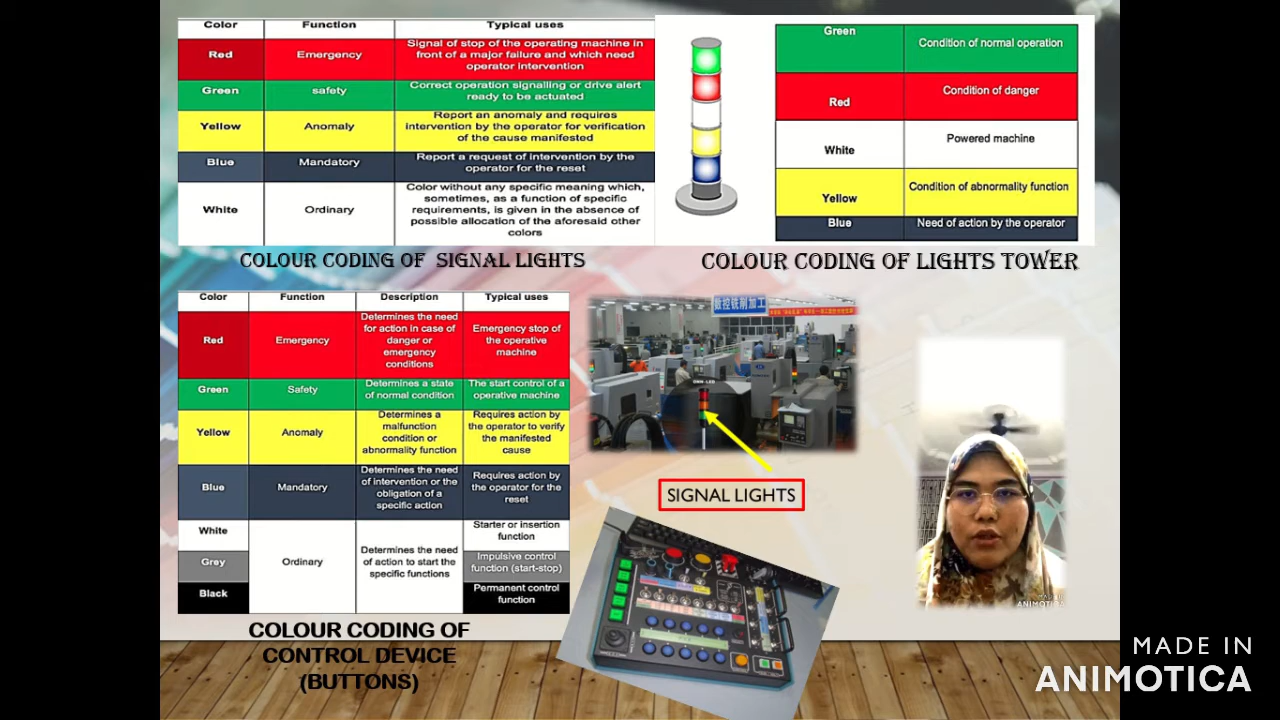 Color Function Typical uses
Red Emergency Signal of stop of the operating machine in
front of a major failure and which need
operator intervention
Green safety Correct operation signalling or drive alert
ready to be actuated
Yellow Anomaly Report an anomaly and requires
intervention by the operator for verification
of the cause manifested
Blue Mandatory Report a request of intervention by the
operator for the reset
White Ordinary Color without any specific meaning which,
sometimes, as a function of specific
requirements, is given in the absence of
possible allocation of the aforesaid other
colors
COLOUR CODING OF SIGNAL LIGHTS
Green Condition of normal operation
Red Condition of danger
White Powered machine
Yellow Condition of abnormality function
Blue Need of action by the operator
COLOUR CODING OF LIGHTS TOWER
Color Function Description Typical uses
Red Emergency Determines the need
for action in case of
danger or
emergency
conditions
Emergency stop of
the operative
machine
Green Safety Determines a state
of normal condition
The start control of a
operative machine
Yellow Anomaly Determines a
malfunction
condition or
abnormality function
Requires action by
the operator to verify
the manifested
cause
Blue Mandatory Determines the need
of intervention or the
obligation of a
specific action
Requires action by
the operator for the
reset
White
Grey
Black
Ordinary
Determines the need
of action to start the
specific functions
Starter or insertion
function
Impulsive control
function (start-stop)
Permanent control
function
COLOUR CODING OF
CONTROL DEVICE
(BUTTONS)
数控铣削加工
SIGNAL LIGHTS
ANIMOTICA
MADE IN
ANIMOTICA